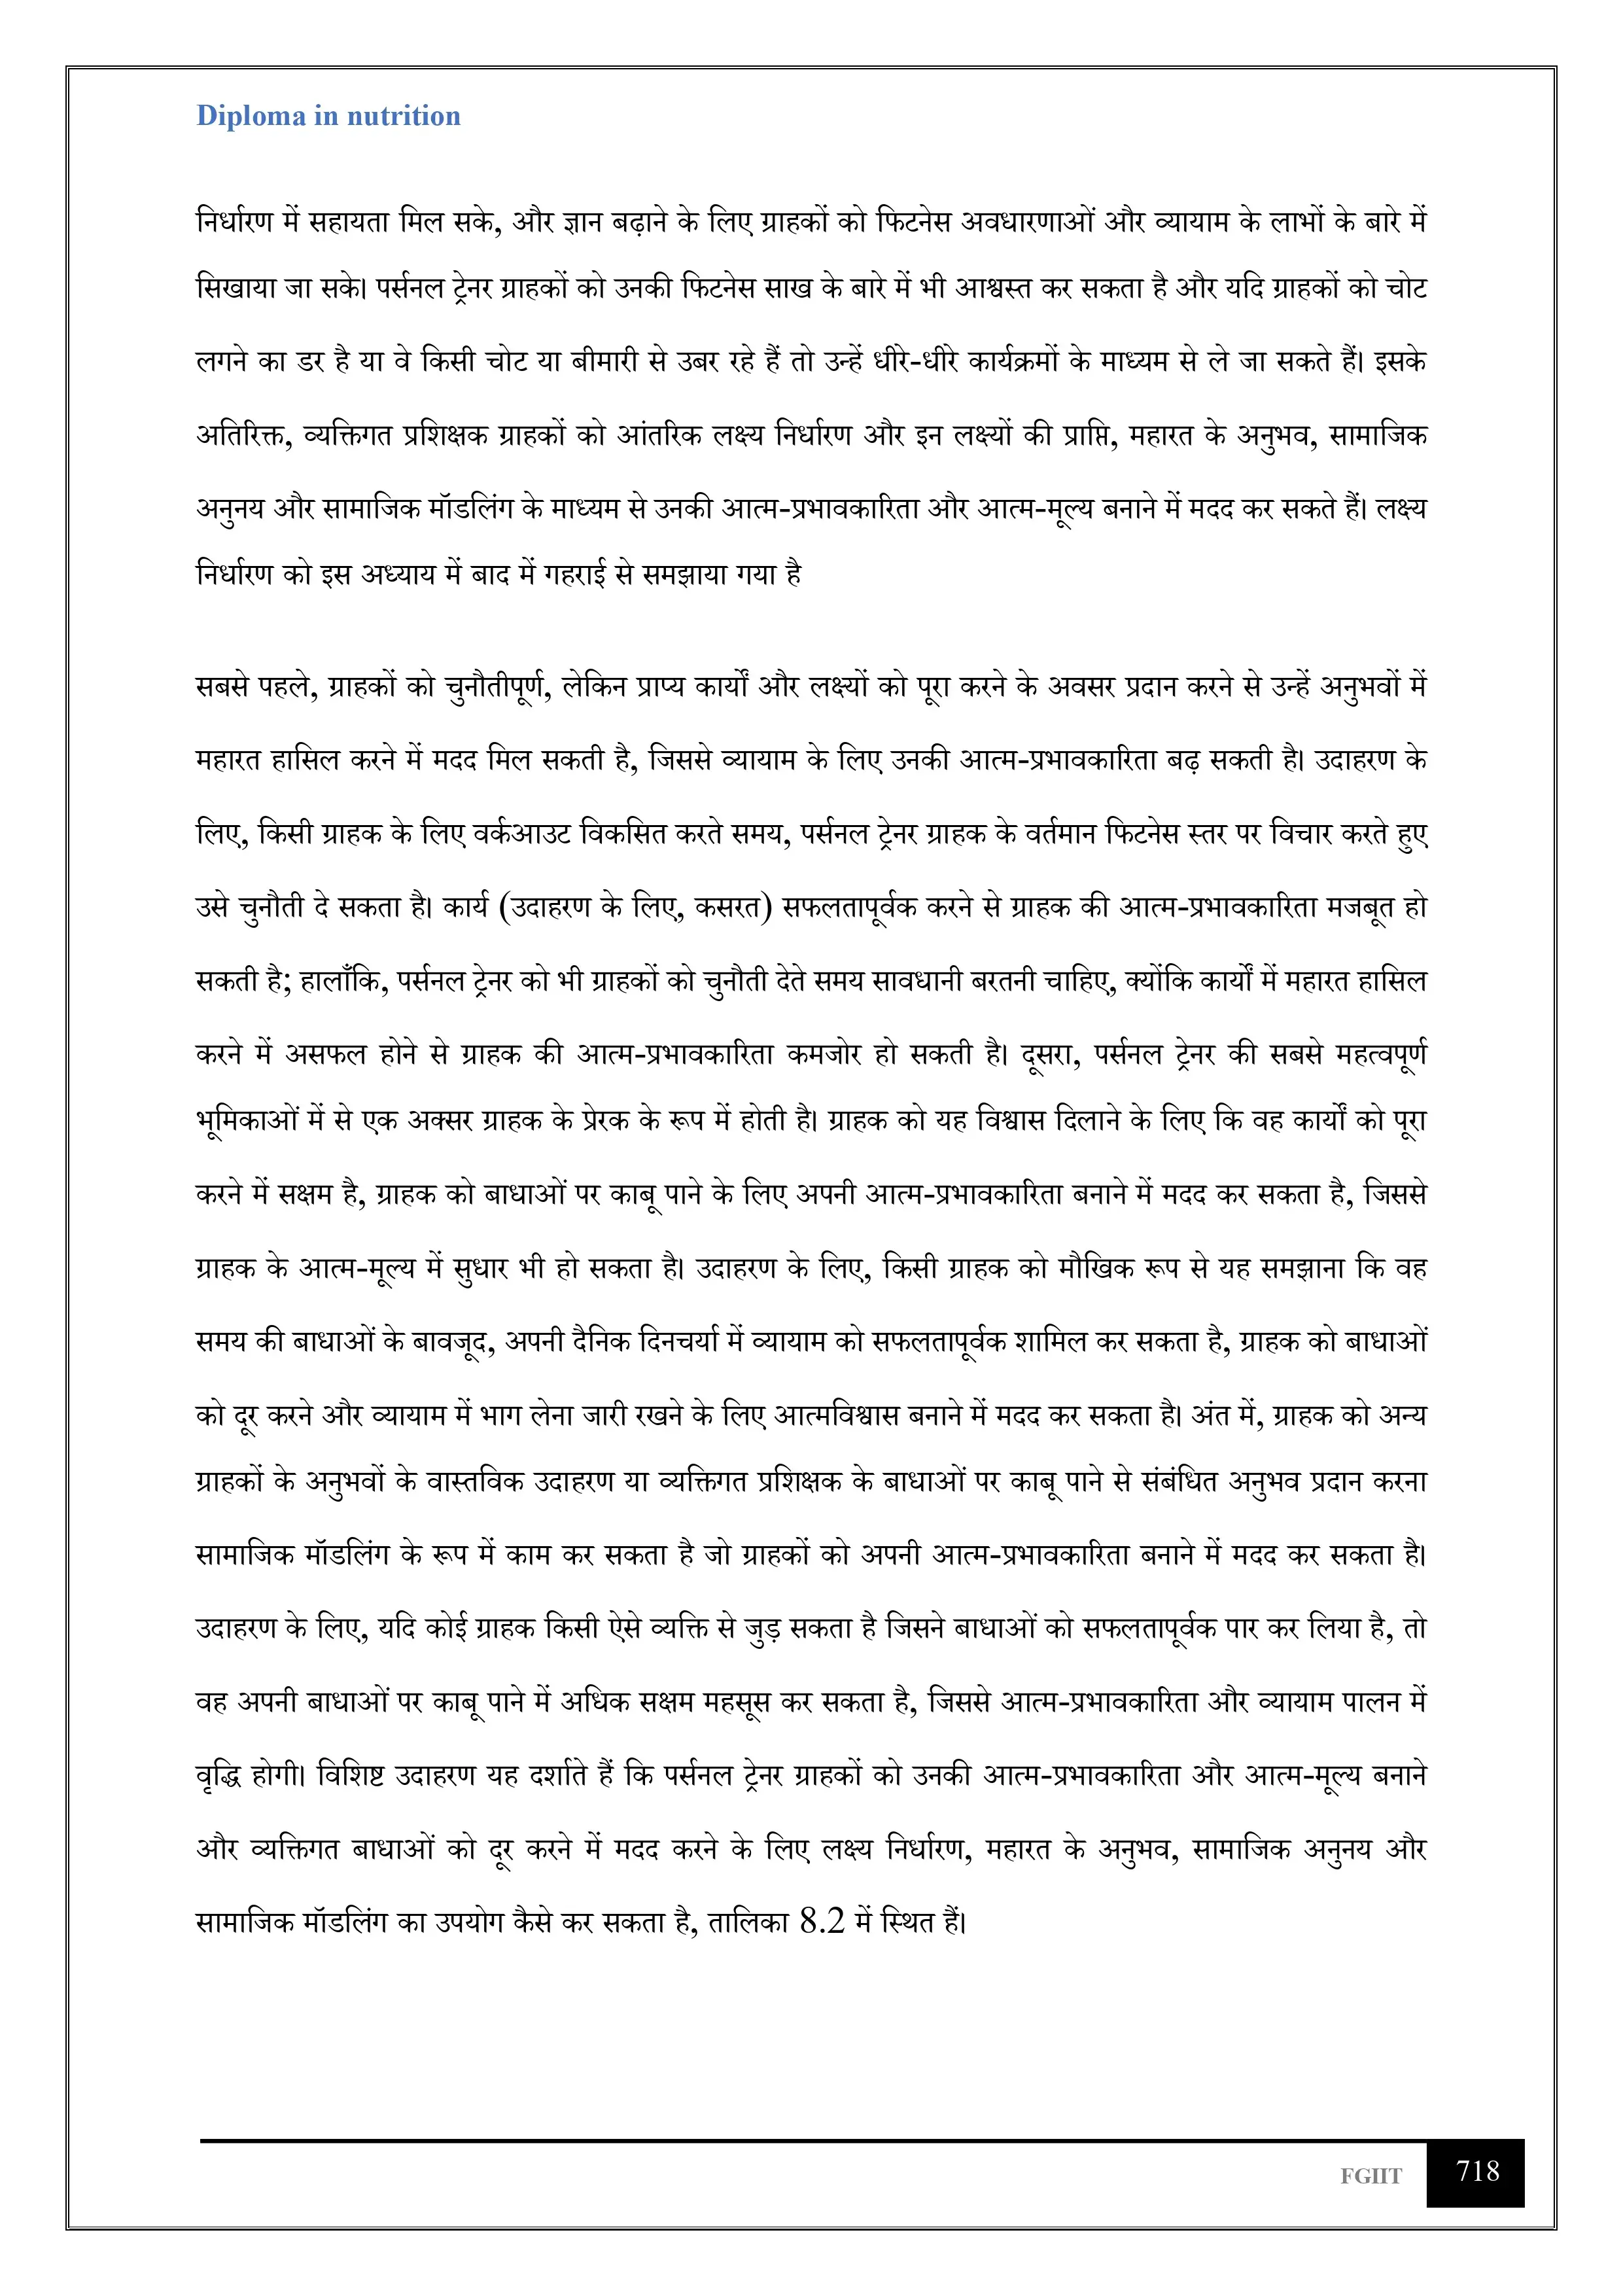 Diploma in nutrition
निर्धारण में सहायता मिल सके, और ज्ञान बढ़ाने के लिए ग्राहकों को फिटनेस अवधारणाओं और व्यायाम के लाभों के बारे में
सिखाया जा सके। पर्सनल ट्रेनर ग्राहकों को उनकी फिटनेस साख के बारे में भी आश्वस्त कर सकता है और यदि ग्राहकों को चोट
लगने का डर है या वे किसी चोट या बीमारी से उबर रहे हैं तो उन्हें धीरे-धीरे कार्यक्रमों के माध्यम से ले जा सकते हैं। इसके
अतिरिक्त, व्यक्तिगत प्रशिक्षक ग्राहकों को आंतरिक लक्ष्य निर्धारण और इन लक्ष्यों की प्राप्ति, महारत के अनुभव, सामाजिक
अनुनय और सामाजिक मॉडलिंग के माध्यम से उनकी आत्म-प्रभावकारिता और आत्म-मूल्य बनाने में मदद कर सकते हैं। लक्ष्य
निर्धारण को इस अध्याय में बाद में गहराई से समझाया गया है
सबसे पहले, ग्राहकों को चुनौतीपूर्ण, लेकिन प्राप्य कार्यों और लक्ष्यों को पूरा करने के अवसर प्रदान करने से उन्हें अनुभवों में
महारत हासिल करने में मदद मिल सकती है, जिससे व्यायाम के लिए उनकी आत्म-प्रभावकारिता बढ़ सकती है। उदाहरण के
लिए, किसी ग्राहक के लिए वर्कआउट विकसित करते समय, पर्सनल ट्रेनर ग्राहक के वर्तमान फिटनेस स्तर पर विचार करते हुए
उसे चुनौती दे सकता है। कार्य (उदाहरण के लिए, कसरत) सफलतापूर्वक करने से ग्राहक की आत्म-प्रभावकारिता मजबूत हो
सकती है; हालाँकि, पर्सनल ट्रेनर को भी ग्राहकों को चुनौती देते समय सावधानी बरतनी चाहिए, क्योंकि कार्यों में महारत हासिल
करने में असफल होने से ग्राहक की आत्म-प्रभावकारिता कमजोर हो सकती है। दूसरा, पर्सनल ट्रेनर की सबसे महत्वपूर्ण
भूमिकाओं में से एक अक्सर ग्राहक के प्रेरक के रूप में होती है। ग्राहक को यह विश्वास दिलाने के लिए कि वह कार्यों को पूरा
करने में सक्षम है, ग्राहक को बाधाओं पर काबू पाने के लिए अपनी आत्म-प्रभावकारिता बनाने में मदद कर सकता है, जिससे
ग्राहक के आत्म-मूल्य में सुधार भी हो सकता है। उदाहरण के लिए, किसी ग्राहक को मौखिक रूप से यह समझाना कि वह
समय की बाधाओं के बावजूद, अपनी दैनिक दिनचर्या में व्यायाम को सफलतापूर्वक शामिल कर सकता है, ग्राहक को बाधाओं
को दूर करने और व्यायाम में भाग लेना जारी रखने के लिए आत्मविश्वास बनाने में मदद कर सकता है। अंत में, ग्राहक को अन्य
ग्राहकों के अनुभवों के वास्तविक उदाहरण या व्यक्तिगत प्रशिक्षक के बाधाओं पर काबू पाने से संबंधित अनुभव प्रदान करना
सामाजिक मॉडलिंग के रूप में काम कर सकता है जो ग्राहकों को अपनी आत्म-प्रभावकारिता बनाने में मदद कर सकता है।
उदाहरण के लिए, यदि कोई ग्राहक किसी ऐसे व्यक्ति से जुड़ सकता है जिसने बाधाओं को सफलतापूर्वक पार कर लिया है, तो
वह अपनी बाधाओं पर काबू पाने में अधिक सक्षम महसूस कर सकता है, जिससे आत्म-प्रभावकारिता और व्यायाम पालन में
वृद्धि होगी। विशिष्ट उदाहरण यह दर्शाते हैं कि पर्सनल ट्रेनर ग्राहकों को उनकी आत्म-प्रभावकारिता और आत्म-मूल्य बनाने
और व्यक्तिगत बाधाओं को दूर करने में मदद करने के लिए लक्ष्य निर्धारण, महारत के अनुभव, सामाजिक अनुनय और
सामाजिक मॉडलिंग का उपयोग कैसे कर सकता है, तालिका 8.2 में स्थित हैं।
FGIIT 718